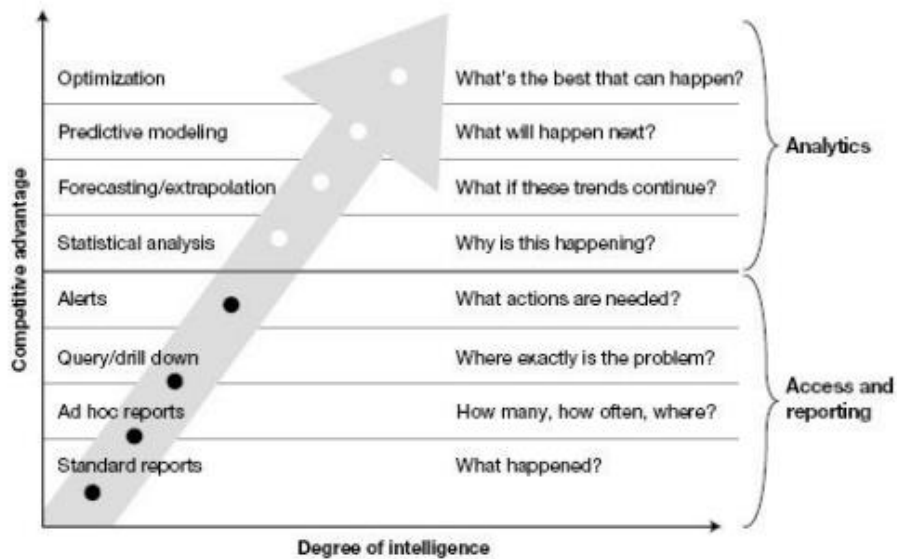 Competitive advantage
Optimization What's the best that can happen?
Predictive modeling What will happen next?
Forecasting/extrapolation What if these trends continue?
Statistical analysis Why is this happening?
Analytics
Alerts What actions are needed?
Query/drill down Where exactly is the problem?
Ad hoc reports How many, how often, where?
Standard reports What happened?
Access and
reporting
Degree of intelligence